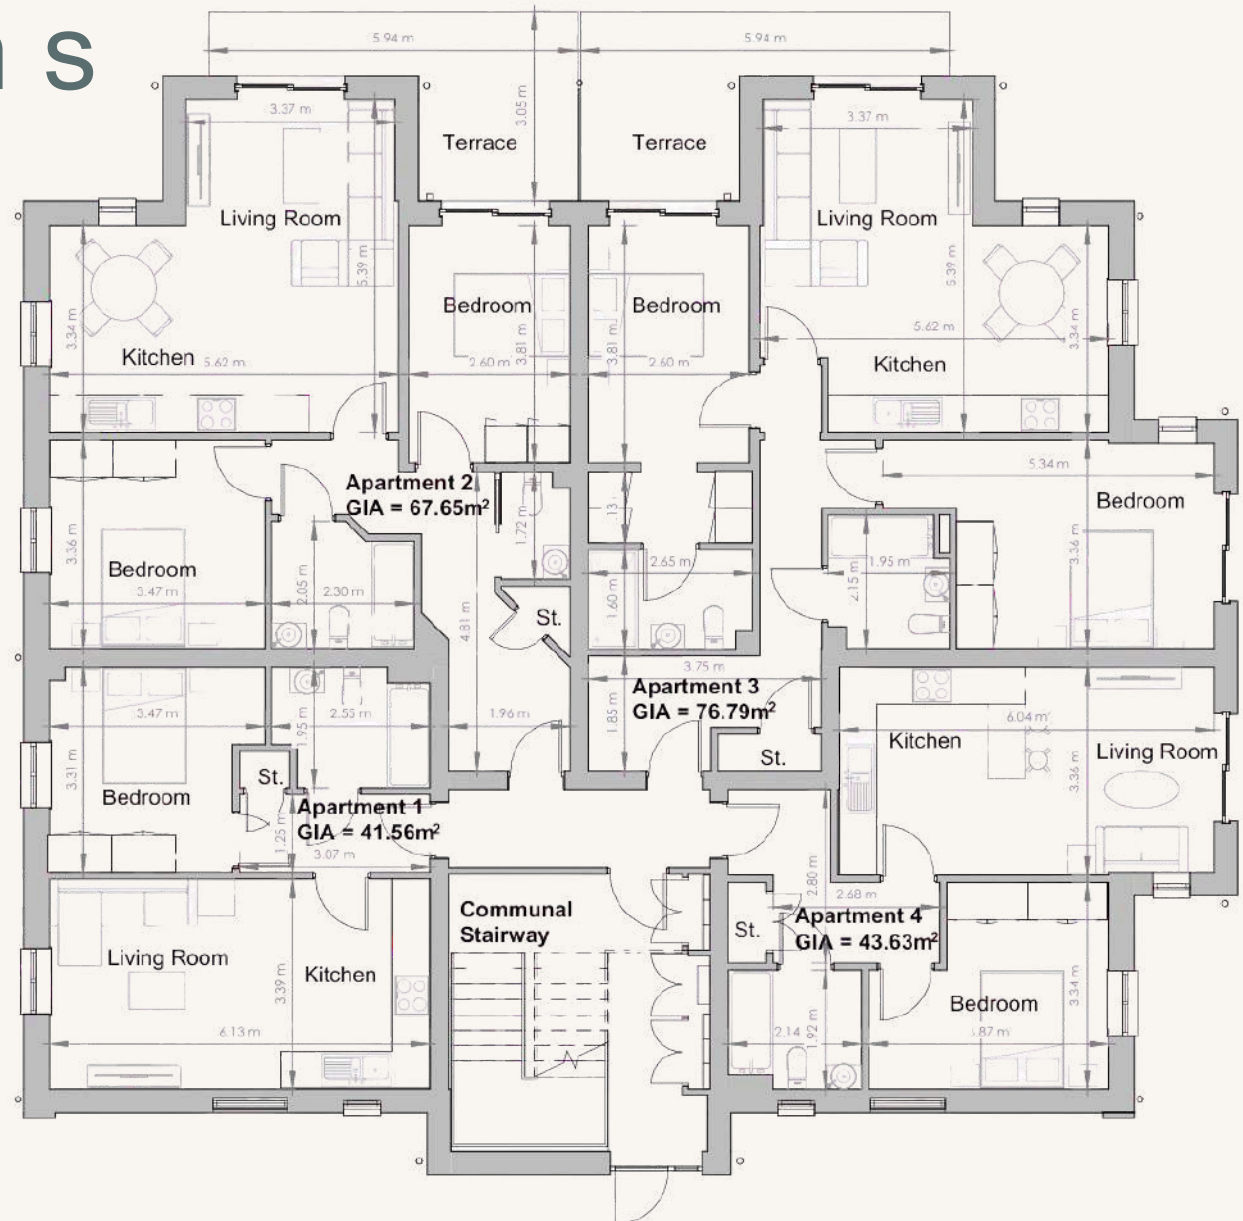 s
5.94 m
5.94 m
3.05 m
3.37 m
3.37 m
Terrace
Terrace
Living Room
Living Room
5.39 m
5.39 m
3.34 m
3.34 m
Bedroom
Bedroom
3.81 m
3.81 m
5.62 m
Kitchen
5.62 m
2.60 m
2.60 m
Kitchen
5.34 m
Apartment 2
GIA = 67.65m²
Bedroom
3.36 m
1.72 m
13
3.36 m
Bedroom
3.47 m
2.05 m
2.30 m
2.65 m
1.60 m
1.95 m
2.15 m
4.81 m
St.
3.75 m
Apartment 3
GIA = 76.79m²
3.47 m
1.95 m
2.55 m
1.96 m
1.85 m
6.04 m
Kitchen
Living Room
3.31 m
St.
St.
3.36 m
Bedroom
Apartment 1
GIA = 41.56m²
1.25 m
3.07 m
2.80 m
2.68 m
Communal
Stairway
St.
Apartment 4
GIA = 43.63m²
Living Room
Kitchen
3.39 m
6.13 m
Bedroom
3.34 m
2.14
1.92 m
.87 m